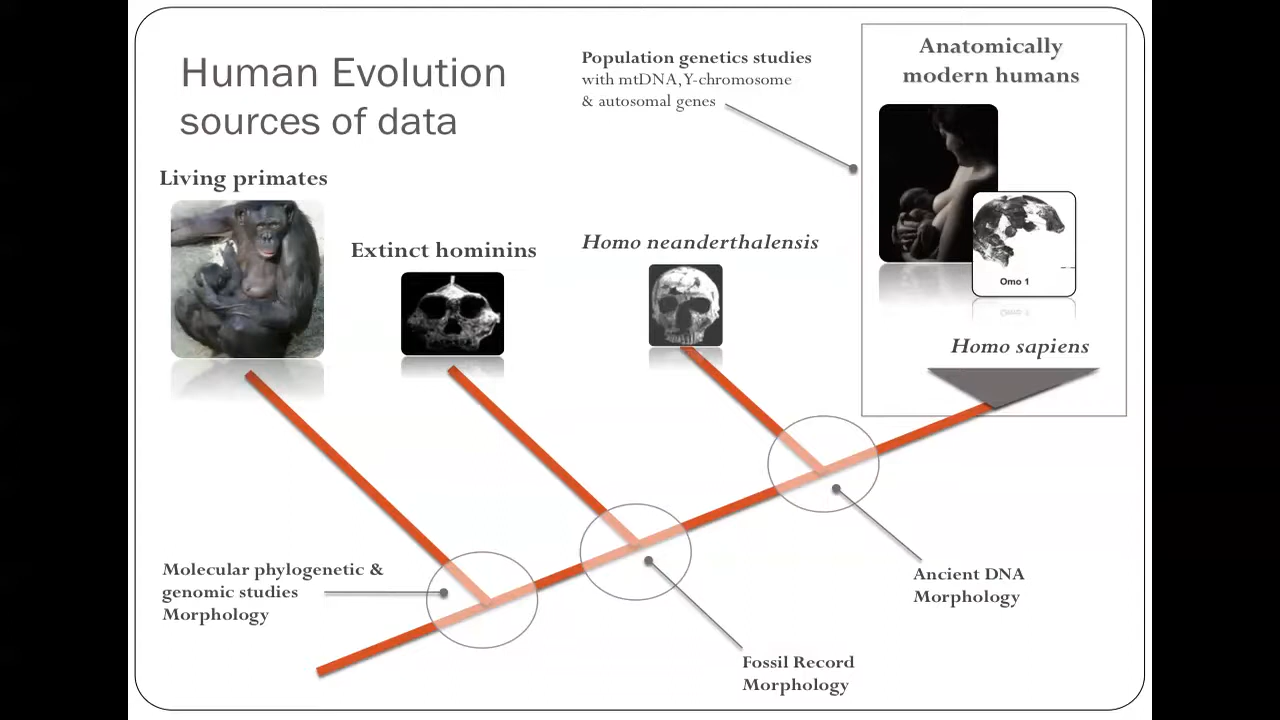 Human Evolution
sources of data
Population genetics studies
with mtDNA, Y-chromosome
& autosomal genes
Anatomically
modern humans
Living primates
Extinct hominins
Homo neanderthalensis
Omo 1
Homo sapiens
Molecular phylogenetic &
genomic studies
Morphology
Ancient DNA
Morphology
Fossil Record
Morphology